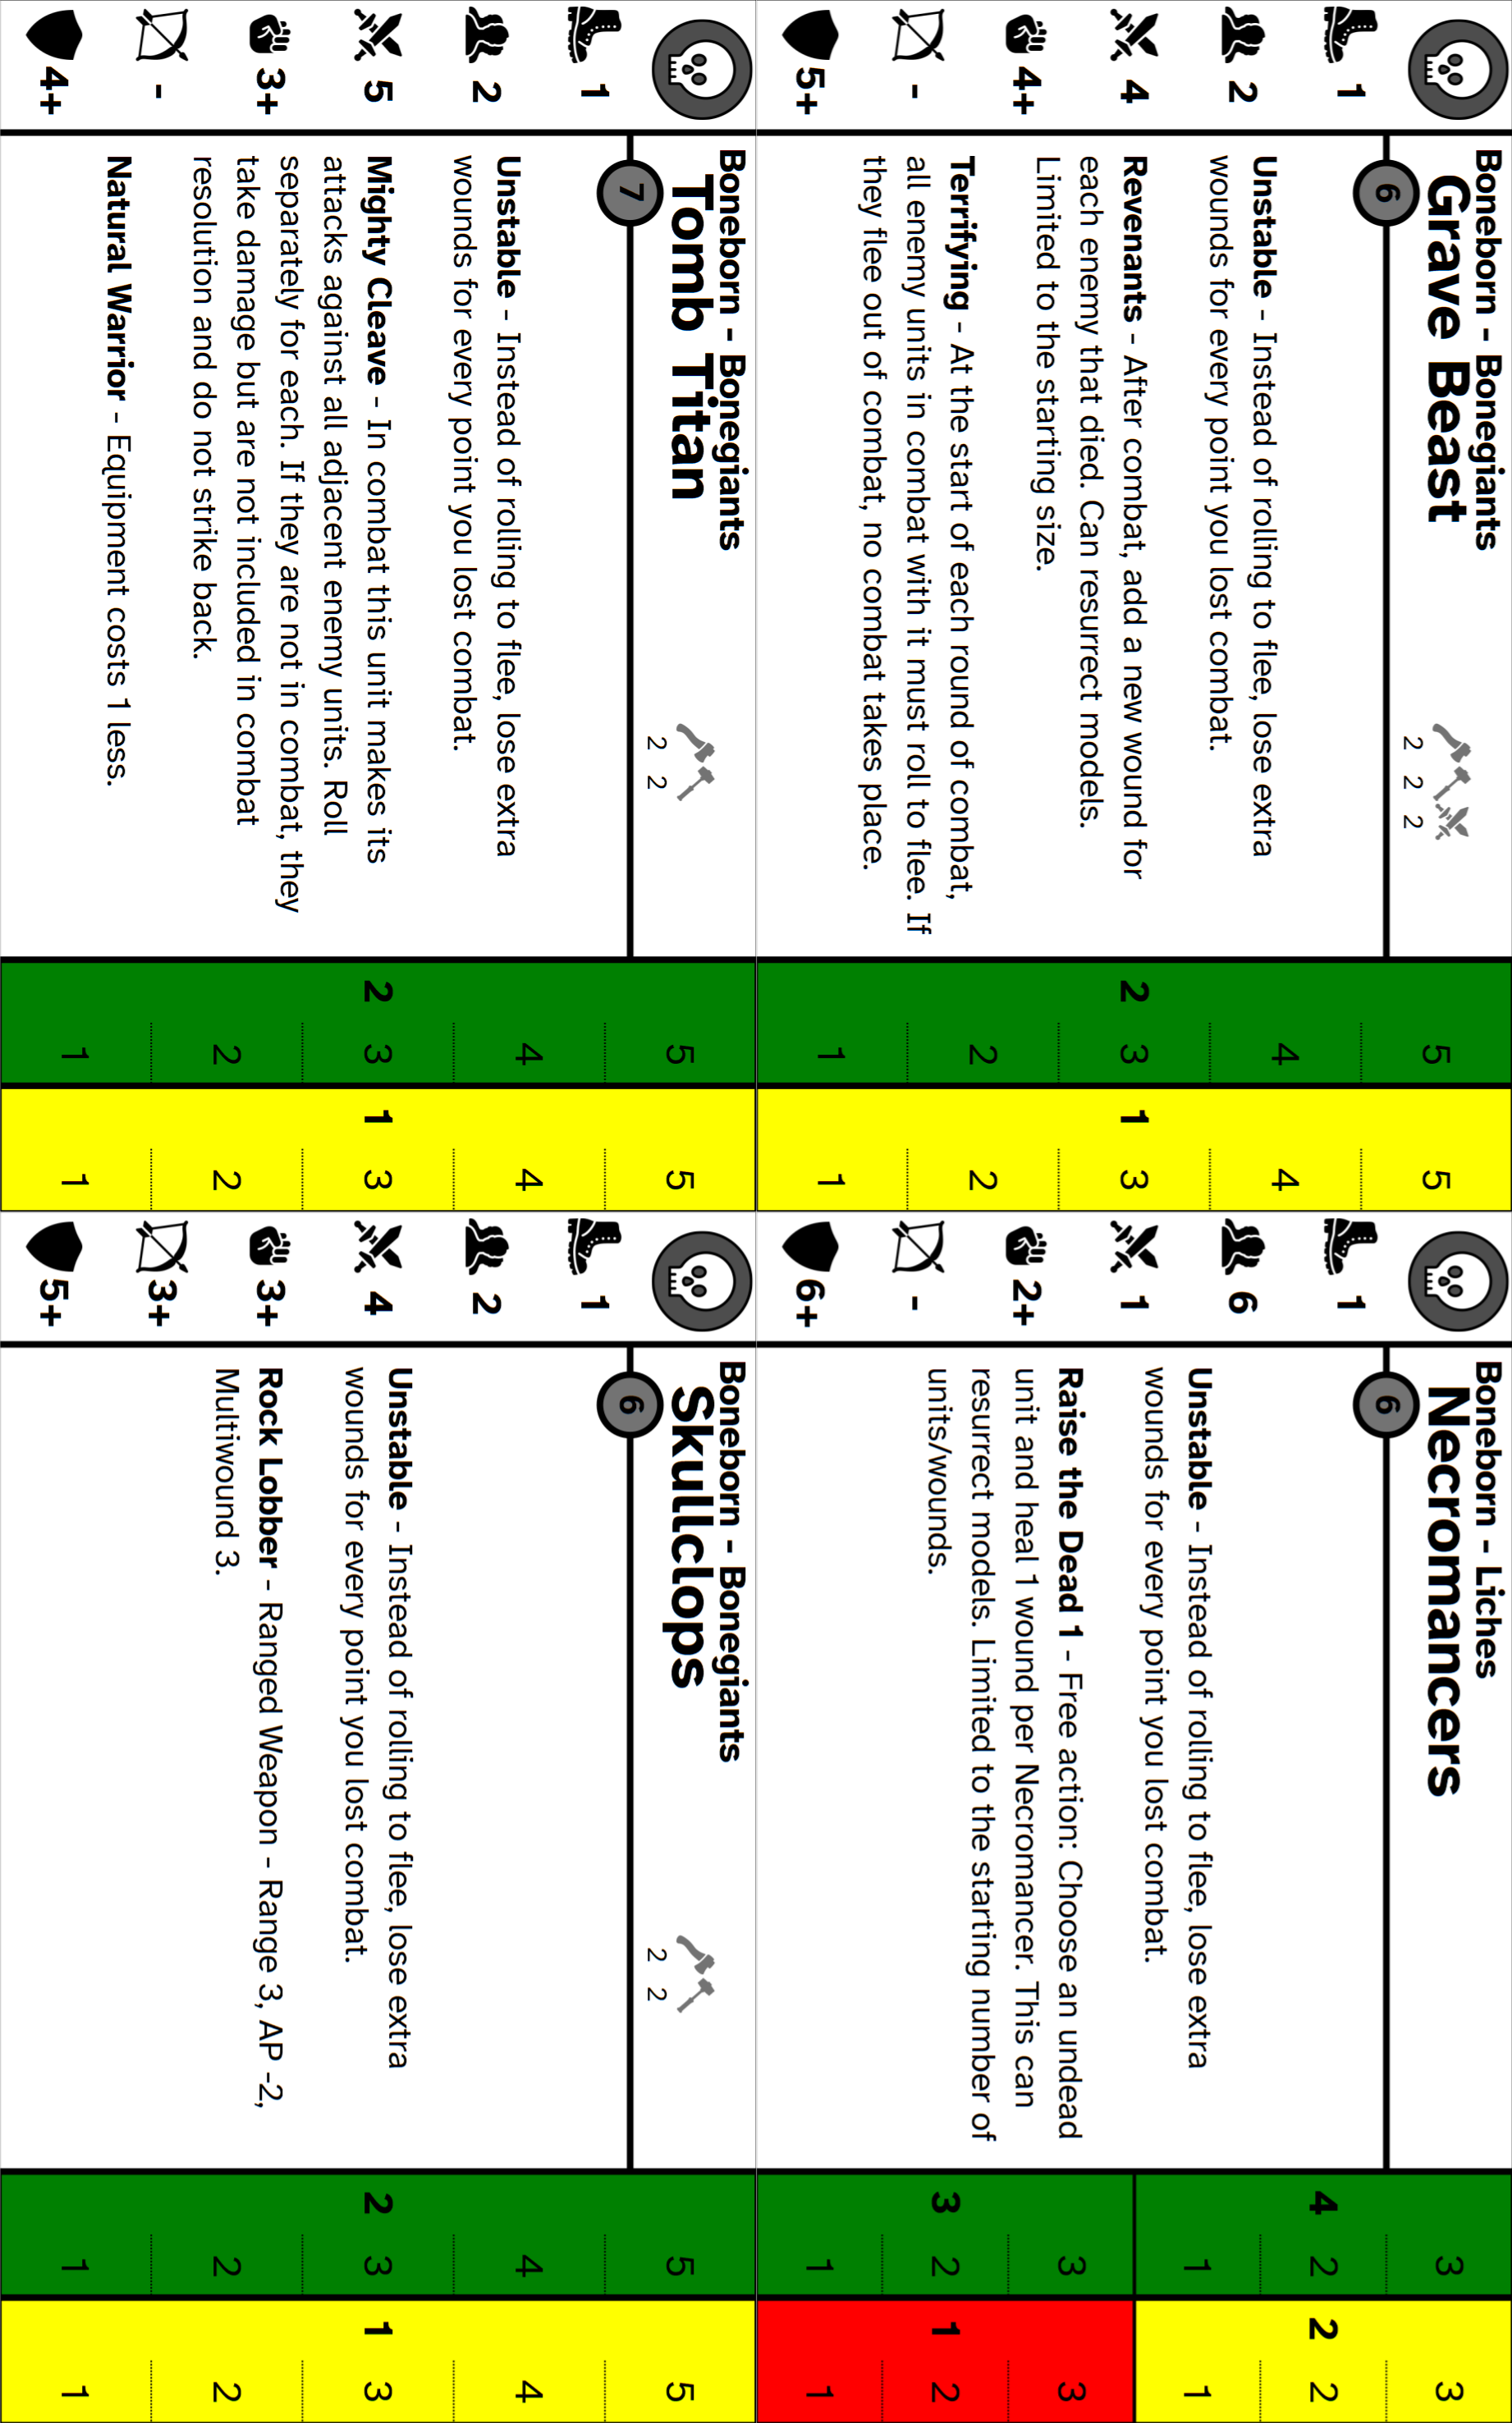 Boneborn - Bonegiants
Grave Beast
2 2 2
6
1
2
4
4+
-
5+
Unstable - Instead of rolling to flee, lose extra
wounds for every point you lost combat.
Revenants - After combat, add a new wound for
each enemy that died. Can resurrect models.
Limited to the starting size.
Terrifying - At the start of each round of combat,
all enemy units in combat with it must roll to flee. If
they flee out of combat, no combat takes place.
2
5
4
3
2
1
1
5
4
3
2
1
Boneborn - Liches
Necromancers
6
1
6
1
2+
-
6+
Unstable - Instead of rolling to flee, lose extra
wounds for every point you lost combat.
Raise the Dead 1 - Free action: Choose an undead
unit and heal 1 wound per Necromancer. This can
resurrect models. Limited to the starting number of
units/wounds.
4
3
2
1
2
3
2
1
3
3
2
1
1
3
2
1
Boneborn - Bonegiants
Tomb Titan
2 2
7
1
2
5
3+
-
4+
Unstable - Instead of rolling to flee, lose extra
wounds for every point you lost combat.
Mighty Cleave - In combat this unit makes its
attacks against all adjacent enemy units. Roll
separately for each. If they are not in combat, they
take damage but are not included in combat
resolution and do not strike back.
Natural Warrior - Equipment costs 1 less.
2
5
4
3
2
1
1
5
4
3
2
1
Boneborn - Bonegiants
Skullclops
2 2
6
1
2
4
3+
3+
5+
Unstable - Instead of rolling to flee, lose extra
wounds for every point you lost combat.
Rock Lobber - Ranged Weapon - Range 3, AP -2,
Multiwound 3.
2
5
4
3
2
1
1
5
4
3
2
1